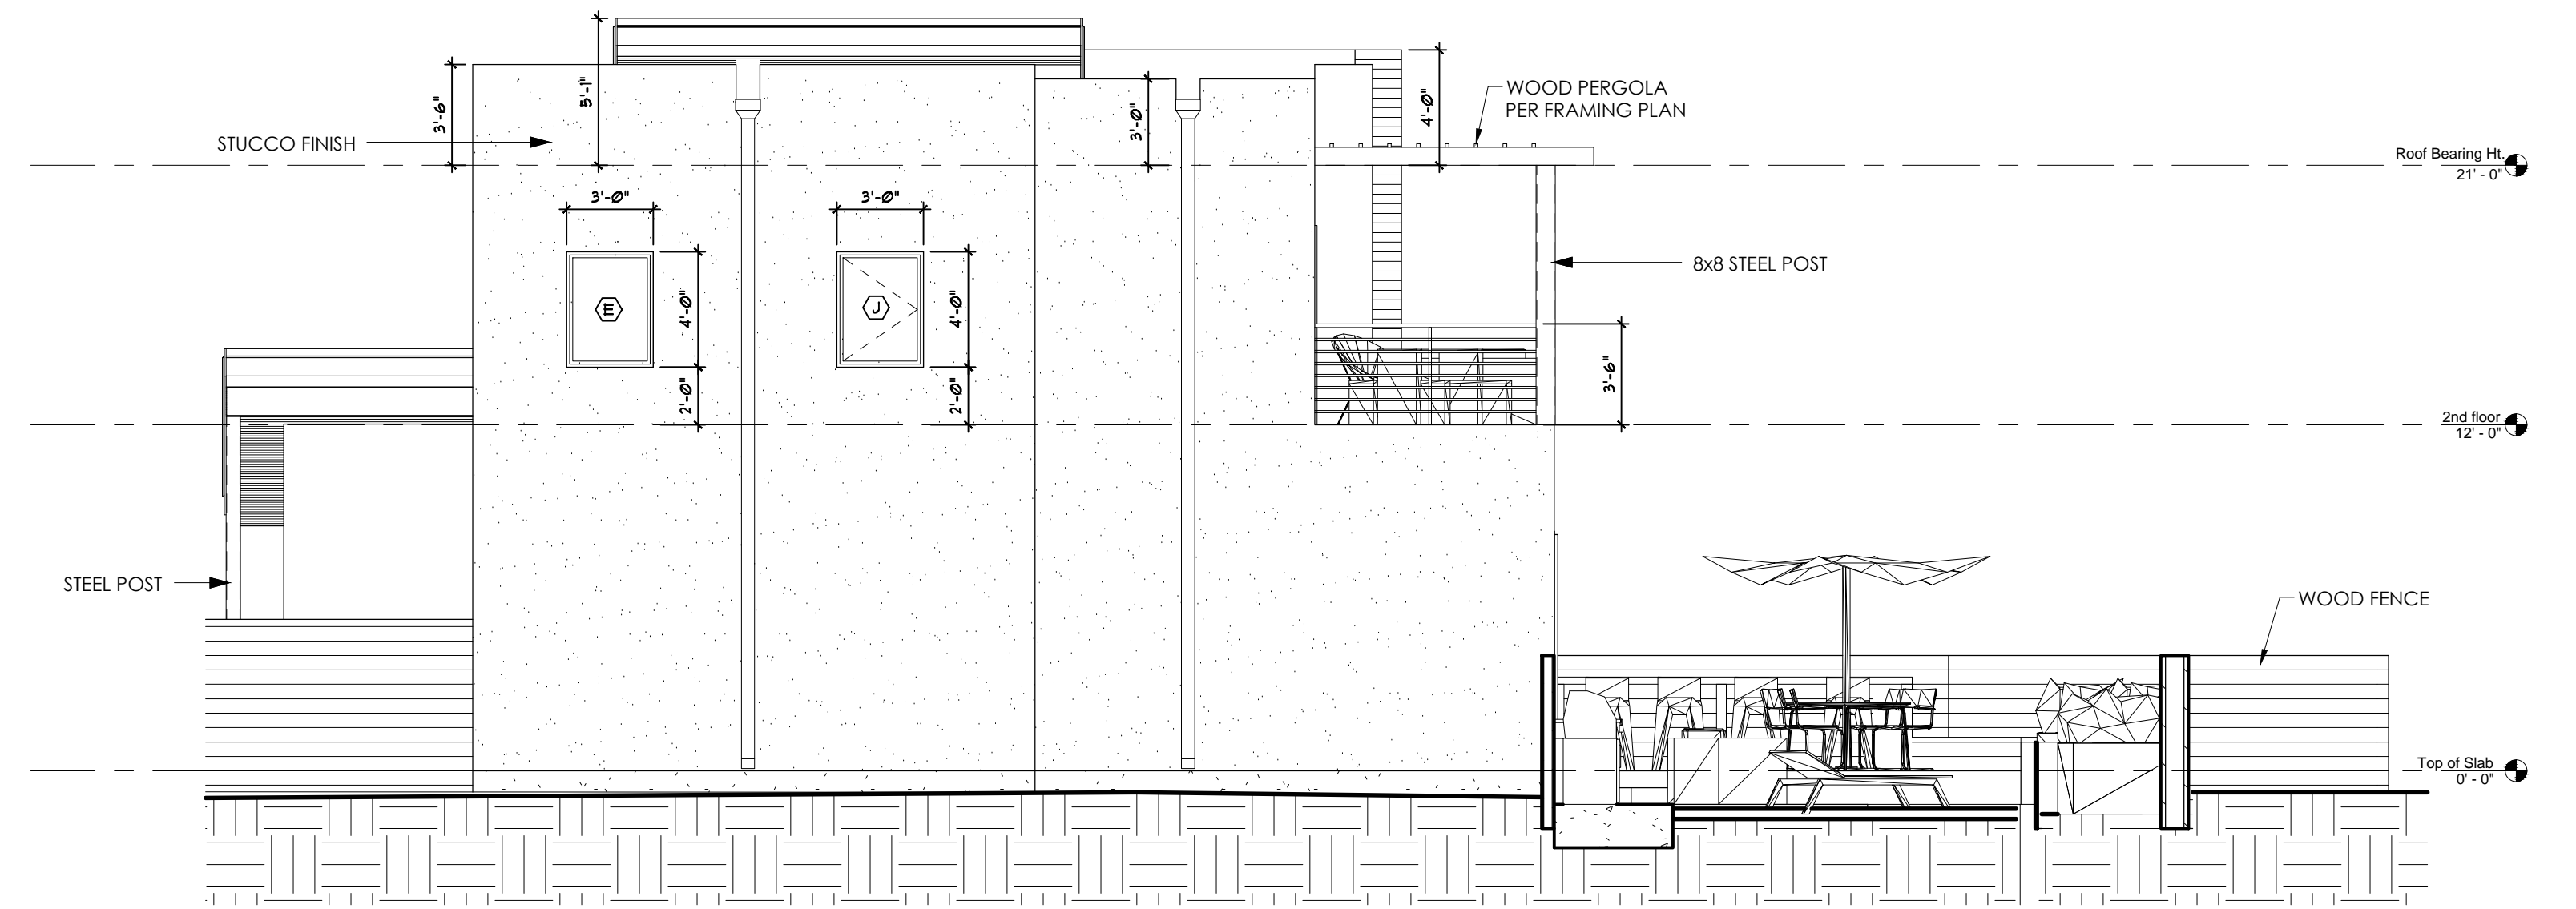 5'-1"
3'-6"
3'-0"
4'-0"
WOOD PERGOLA
PER FRAMING PLAN
STUCCO FINISH
Roof Bearing Ht.
21' - 0"
3'-0"
3'-0"
8x8 STEEL POST
E
4'-0"
J
4'-0"
2'-0"
2'-0"
3'-6"
2nd floor
12' - 0"
STEEL POST
WOOD FENCE
Top of Slab
0' - 0"